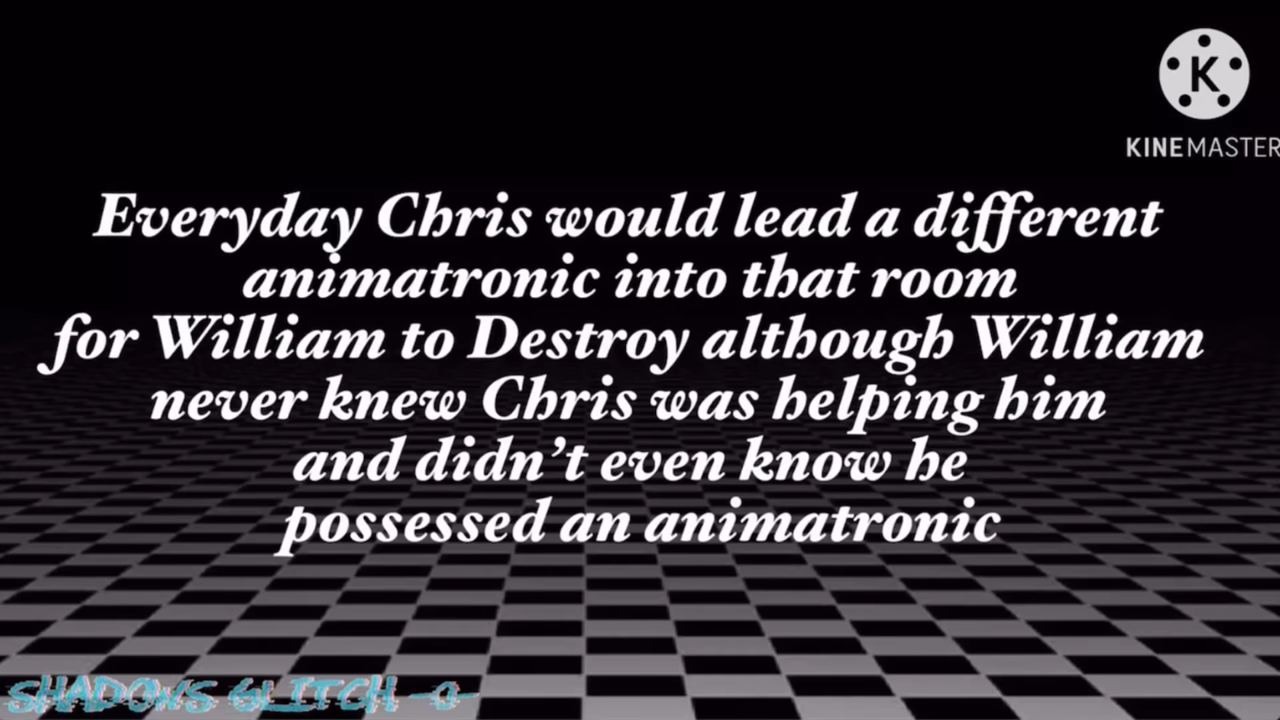 K
KINEMASTER
Everyday Chris would lead a different
animatronic into that room
for William to Destroy although William
never knew Chris was helping him
and didn't even know he
possessed an animatronic
SHADOWS GLITCH -0-